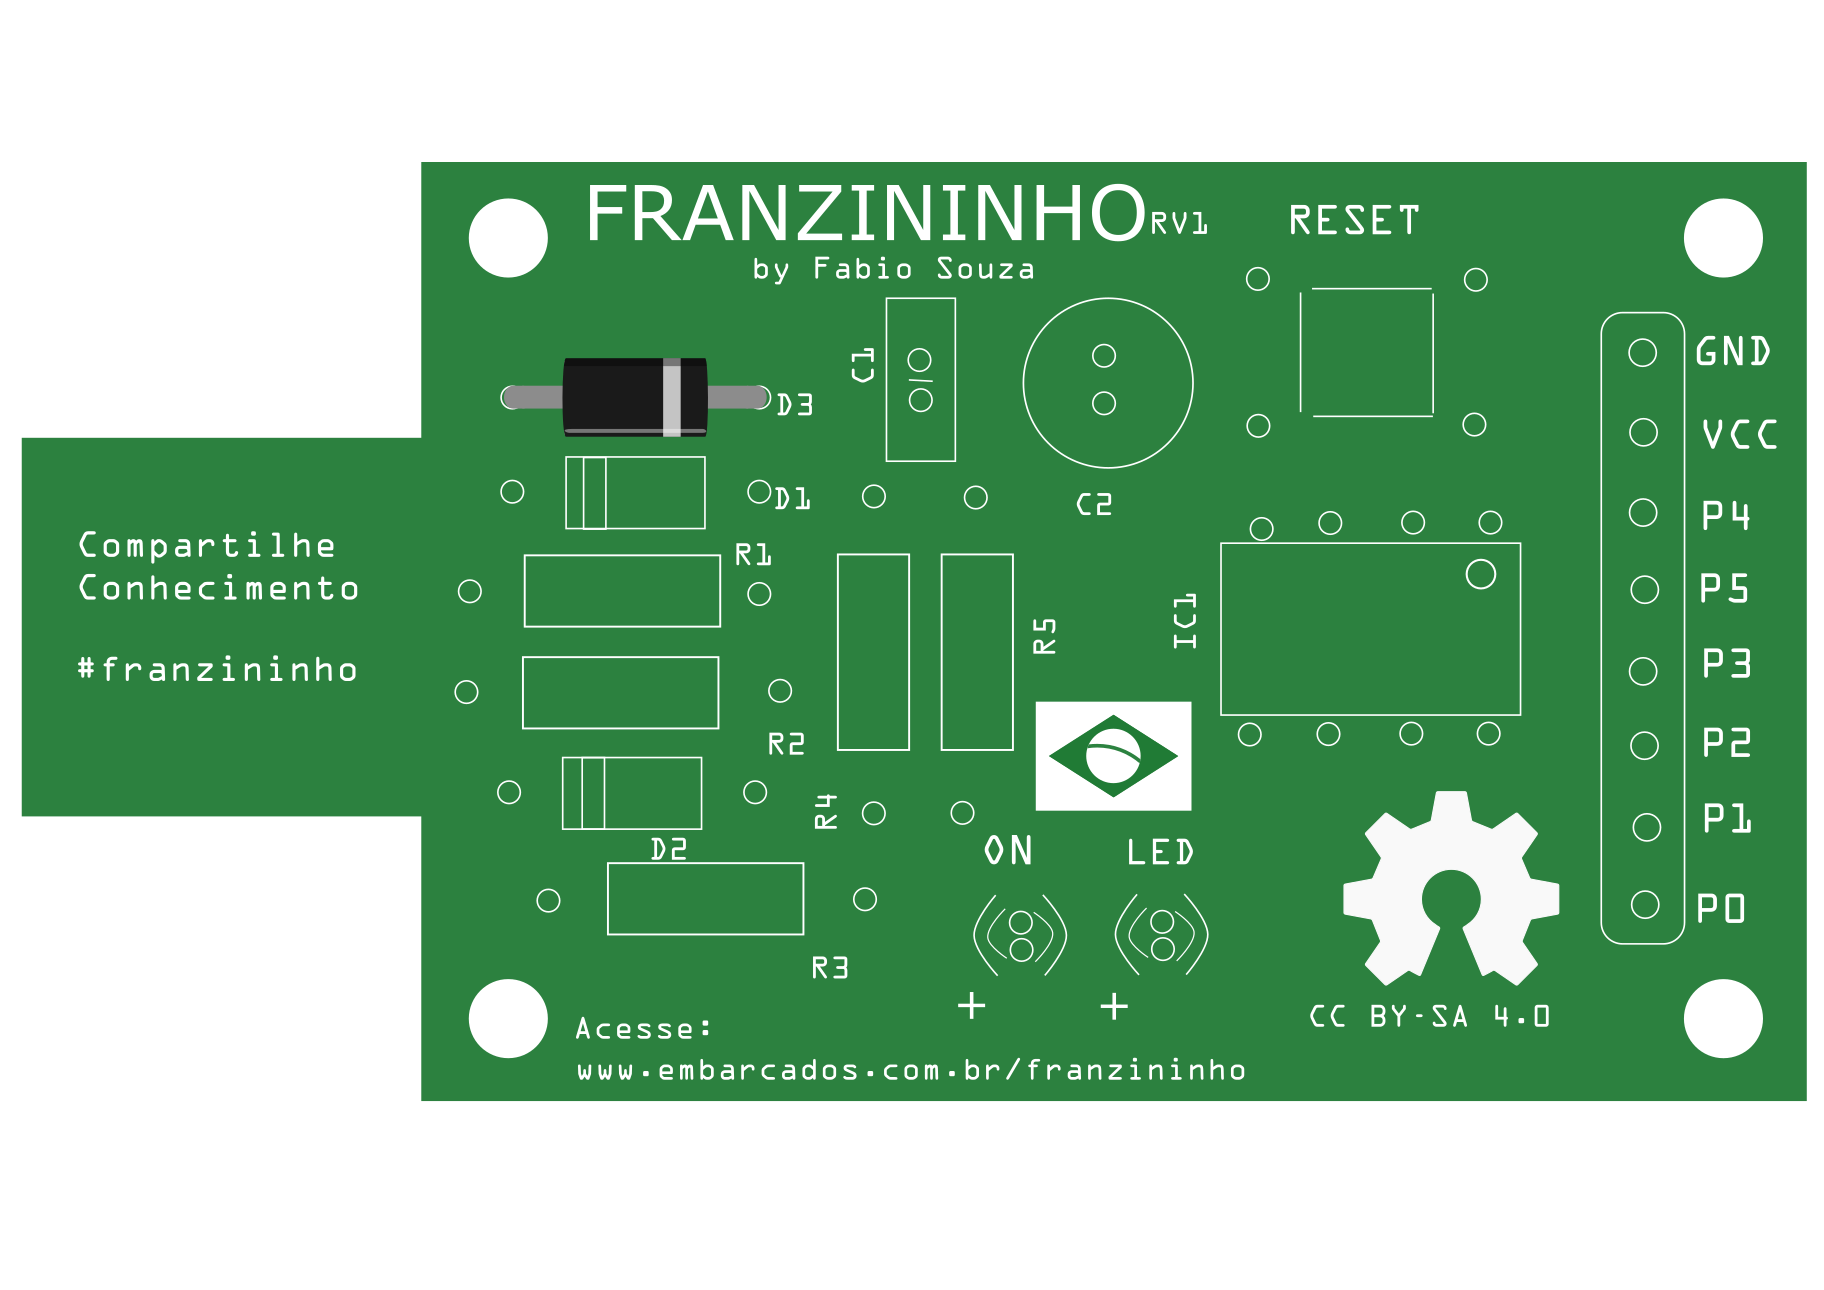 FRANZININHO RV1
by Fabio Souza
RESET
C1
D3
D1
C2
R1
R5
IC1
R2
R4
D2
R3
GND
VCC
P4
P5
P3
P2
P1
P0
Compartilhe
Conhecimento
#franzininho
ON
LED
+ +
CC BY-SA 4.0
Acesse:
www.embarcados.com.br/franzininho